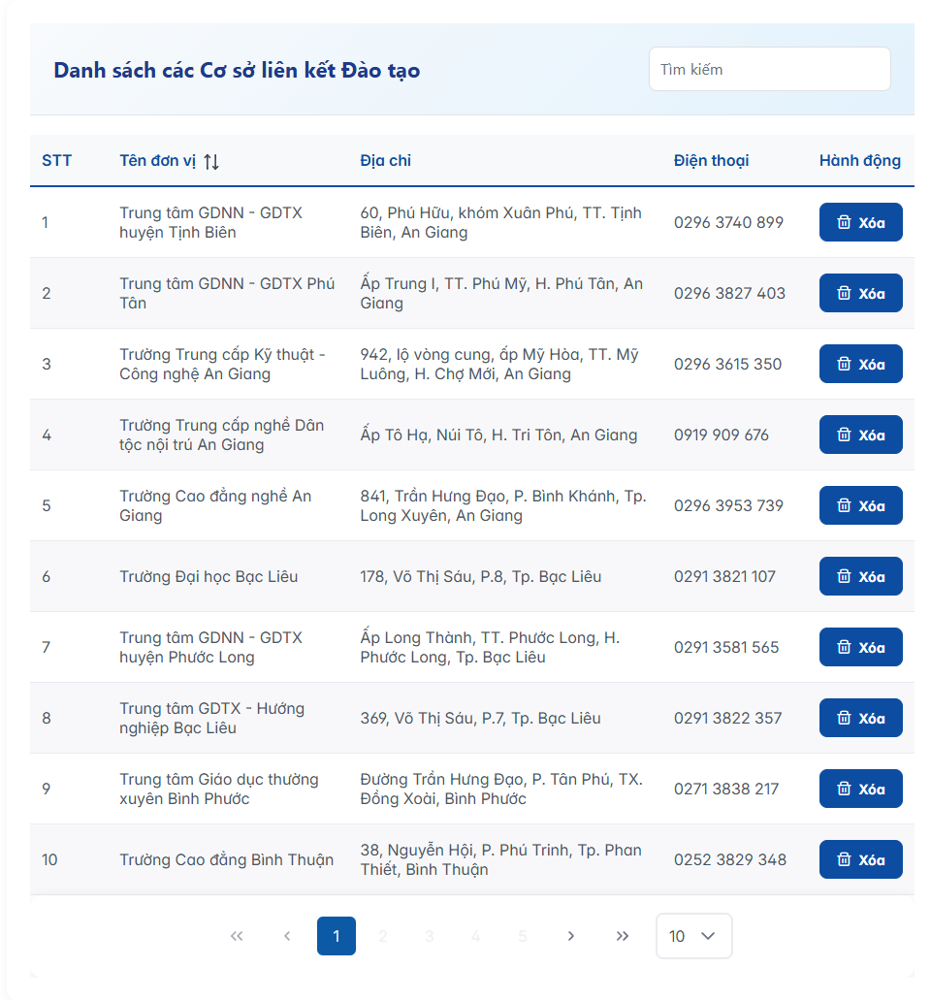 Danh sách các Cơ sở liên kết Đào tạo
Tìm kiếm
STT Tên đơn vị Địa chỉ Điện thoại Hành động
1 Trung tâm GDNN - GDTX huyện Tịnh Biên 60, Phú Hữu, khóm Xuân Phú, TT. Tịnh Biên, An Giang 0296 3740 899 Xóa
2 Trung tâm GDNN - GDTX Phú Tân Ấp Trung I, TT. Phú Mỹ, H. Phú Tân, An Giang 0296 3827 403 Xóa
3 Trường Trung cấp Kỹ thuật - Công nghệ An Giang 942, lộ vòng cung, ấp Mỹ Hòa, TT. Mỹ Luông, H. Chợ Mới, An Giang 0296 3615 350 Xóa
4 Trường Trung cấp nghề Dân tộc nội trú An Giang Ấp Tô Hạ, Núi Tô, H. Tri Tôn, An Giang 0919 909 676 Xóa
5 Trường Cao đẳng nghề An Giang 841, Trần Hưng Đạo, P. Bình Khánh, Tp. Long Xuyên, An Giang 0296 3953 739 Xóa
6 Trường Đại học Bạc Liêu 178, Võ Thị Sáu, P.8, Tp. Bạc Liêu 0291 3821 107 Xóa
7 Trung tâm GDNN - GDTX huyện Phước Long Ấp Long Thành, TT. Phước Long, H. Phước Long, Tp. Bạc Liêu 0291 3581 565 Xóa
8 Trung tâm GDTX - Hướng nghiệp Bạc Liêu 369, Võ Thị Sáu, P.7, Tp. Bạc Liêu 0291 3822 357 Xóa
9 Trung tâm Giáo dục thường xuyên Bình Phước Đường Trần Hưng Đạo, P. Tân Phú, TX. Đồng Xoài, Bình Phước 0271 3838 217 Xóa
10 Trường Cao đẳng Bình Thuận 38, Nguyễn Hội, P. Phú Trinh, Tp. Phan Thiết, Bình Thuận 0252 3829 348 Xóa
1 2 3 4 5 10